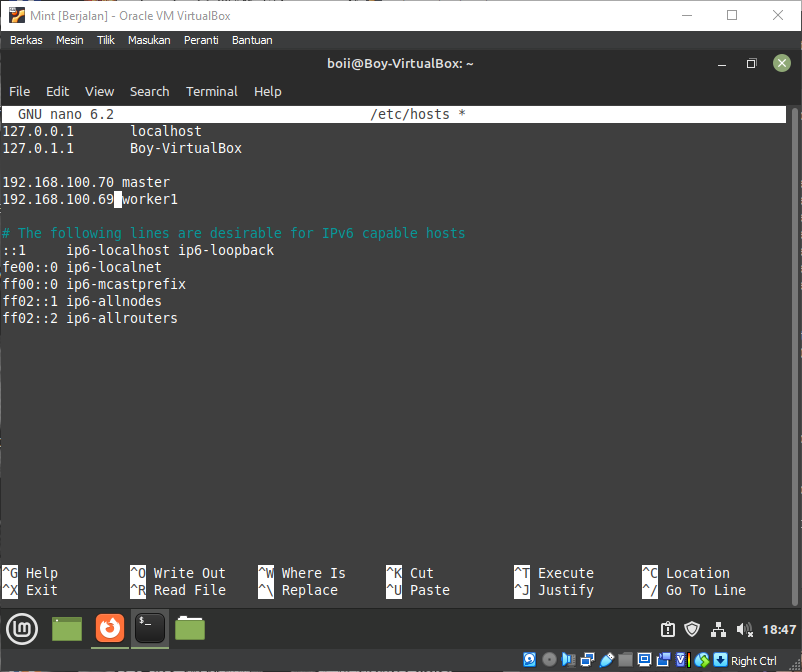 Mint [Berjalan] - Oracle VM VirtualBox
Berkas Mesin Tilik Masukan Peranti Bantuan
boii@Boy-VirtualBox: ~
File Edit View Search Terminal Help
GNU nano 6.2 /etc/hosts *
127.0.0.1 localhost
127.0.1.1 Boy-VirtualBox
192.168.100.70 master
192.168.100.69 worker1
# The following lines are desirable for IPv6 capable hosts
::1 ip6-localhost ip6-loopback
fe00::0 ip6-localnet
ff00::0 ip6-mcastprefix
ff02::1 ip6-allnodes
ff02::2 ip6-allrouters
^G Help ^O Write Out ^W Where Is ^K Cut ^T Execute ^C Location
^X Exit ^R Read File ^\ Replace ^U Paste ^J Justify ^/ Go To Line
18:47
Right Ctrl